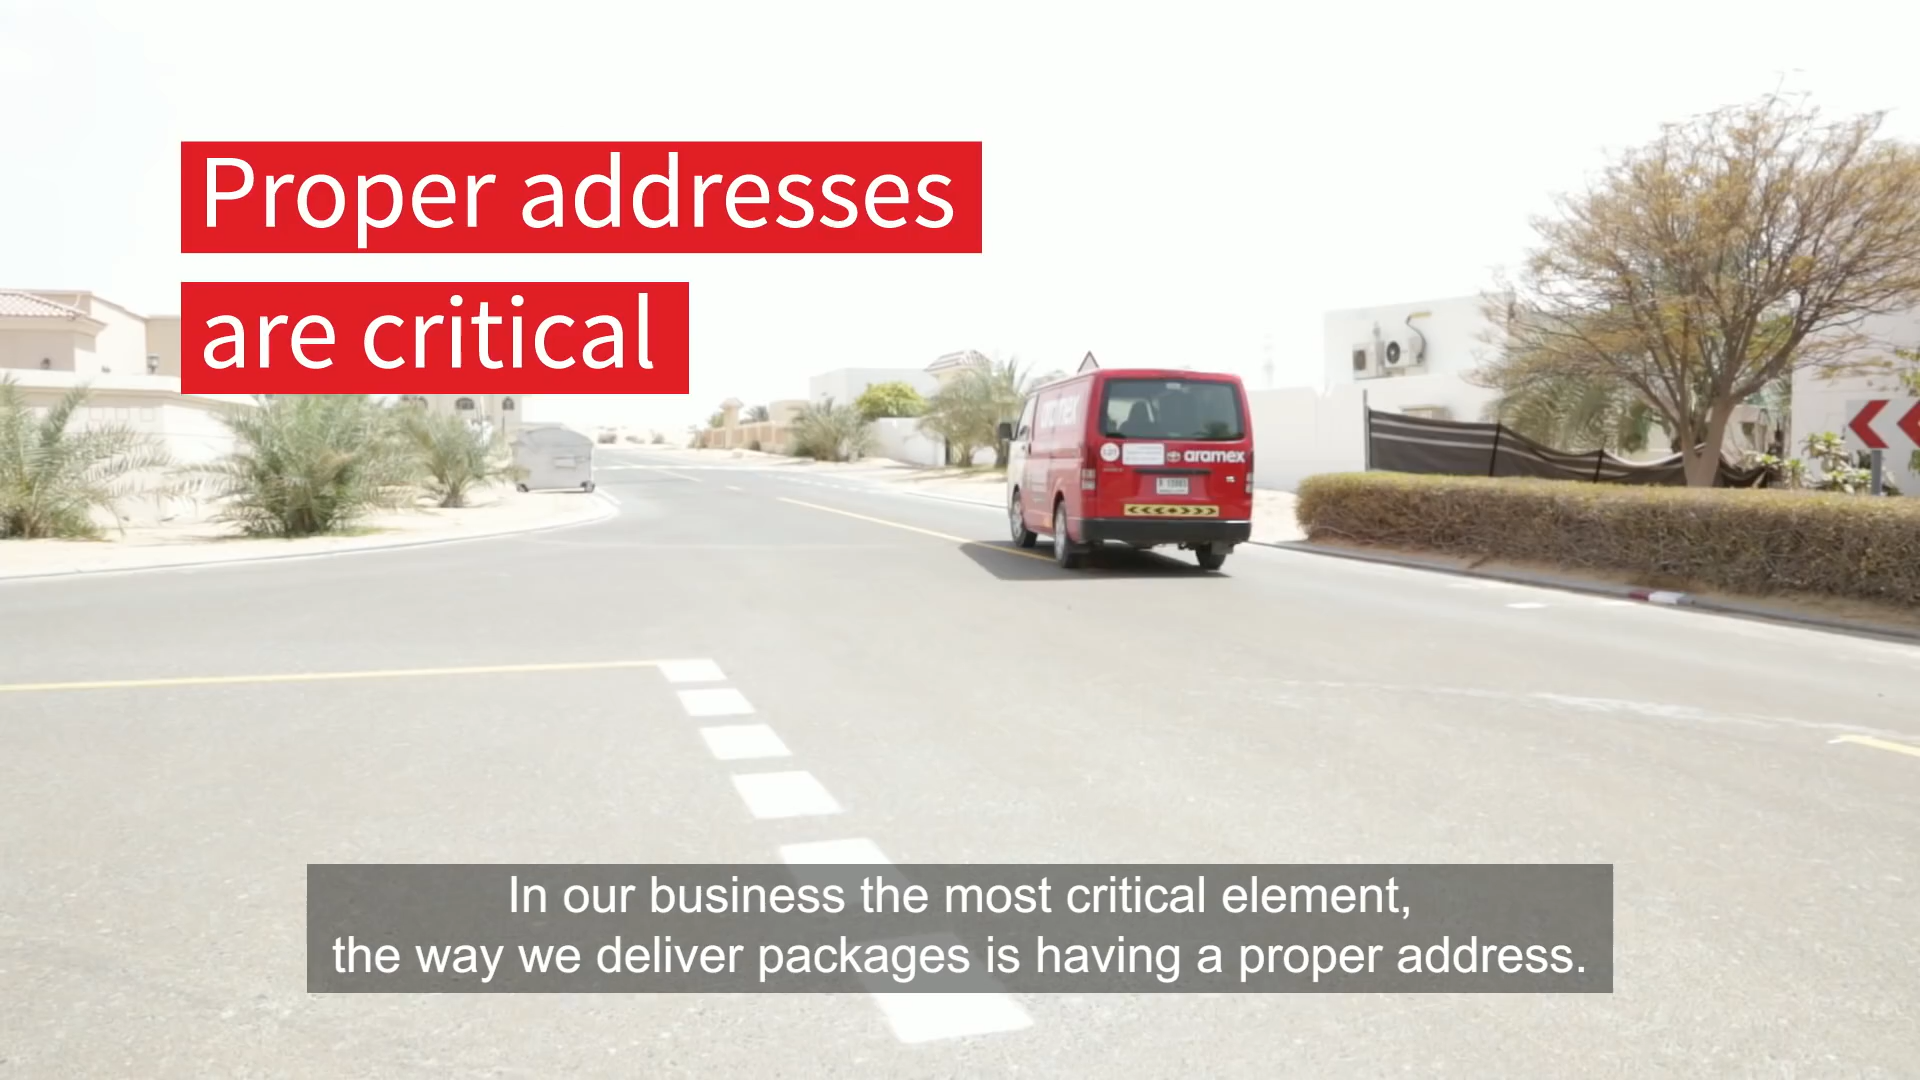 Proper addresses
are critical
aramex
aramex
In our business the most critical element,
the way we deliver packages is having a proper address.